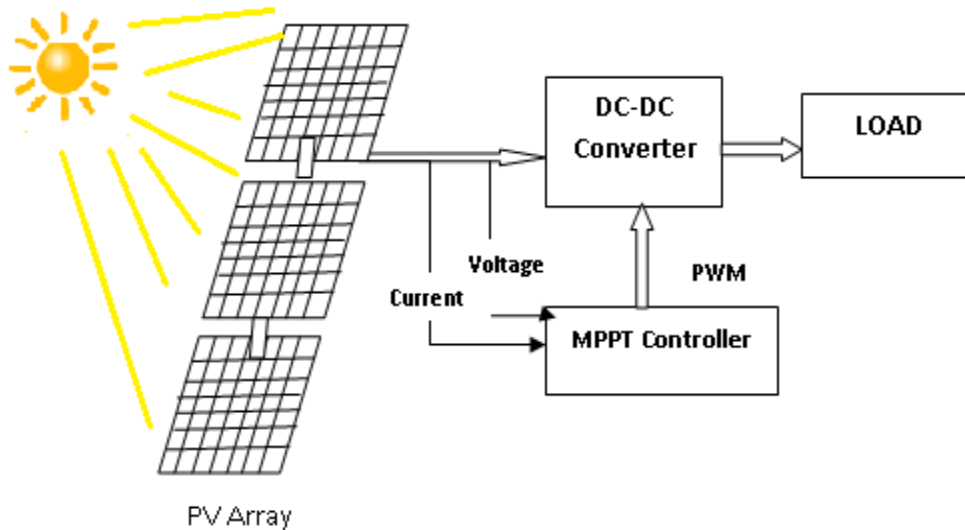 DC-DC
Converter
LOAD
Voltage
Current
PWM
MPPT Controller
PV Array